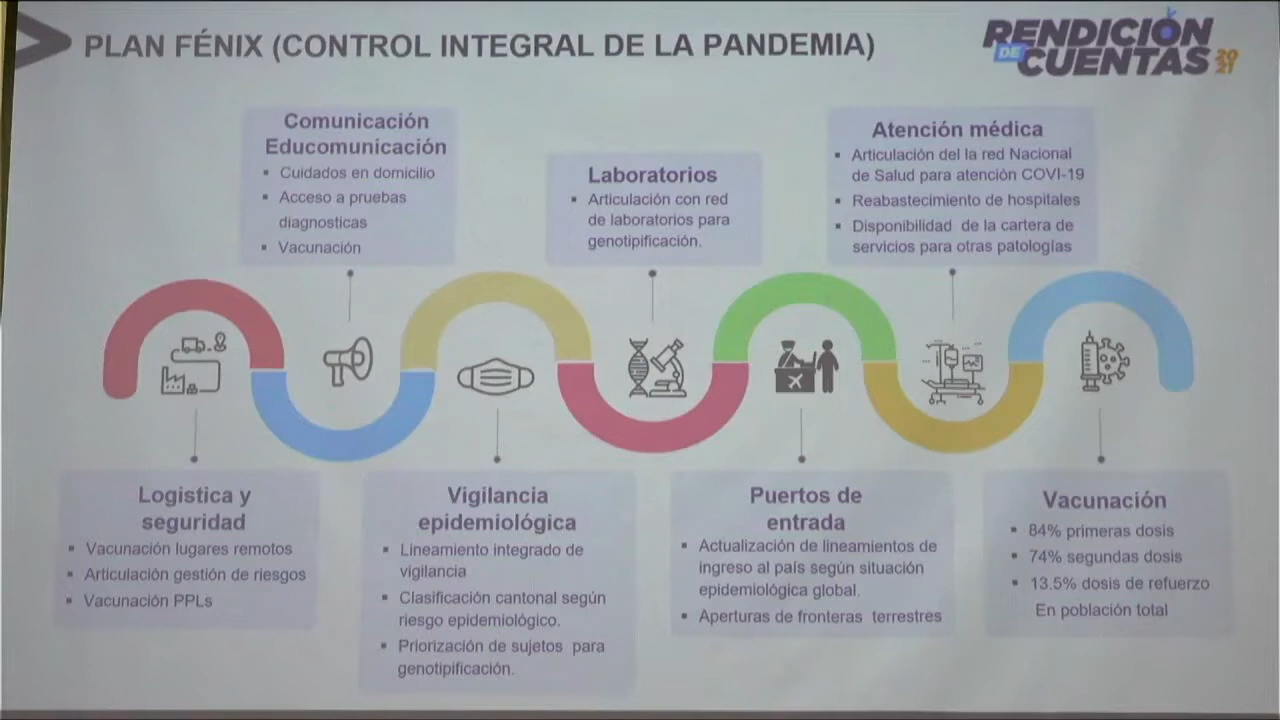 PLAN FÉNIX (CONTROL INTEGRAL DE LA PANDEMIA)
RENDICIÓN
DE CUENTAS 2021
Comunicación
Educomunicación
▪ Cuidados en domicilio
▪ Acceso a pruebas
diagnosticas
▪ Vacunación
Laboratorios
▪ Articulación con red
de laboratorios para
genotipificación.
Atención médica
▪ Articulación del la red Nacional
de Salud para atención COVI-19
▪ Reabastecimiento de hospitales
▪ Disponibilidad de la cartera de
servicios para otras patologías
Logistica y
seguridad
▪ Vacunación lugares remotos
▪ Articulación gestión de riesgos
▪ Vacunación PPLs
Vigilancia
epidemiológica
▪ Lineamiento integrado de
vigilancia
▪ Clasificación cantonal según
riesgo epidemiológico.
▪ Priorización de sujetos para
genotipificación.
Puertos de
entrada
▪ Actualización de lineamientos de
ingreso al país según situación
epidemiológica global.
▪ Aperturas de fronteras terrestres
Vacunación
▪ 84% primeras dosis
▪ 74% segundas dosis
▪ 13.5% dosis de refuerzo
En población total